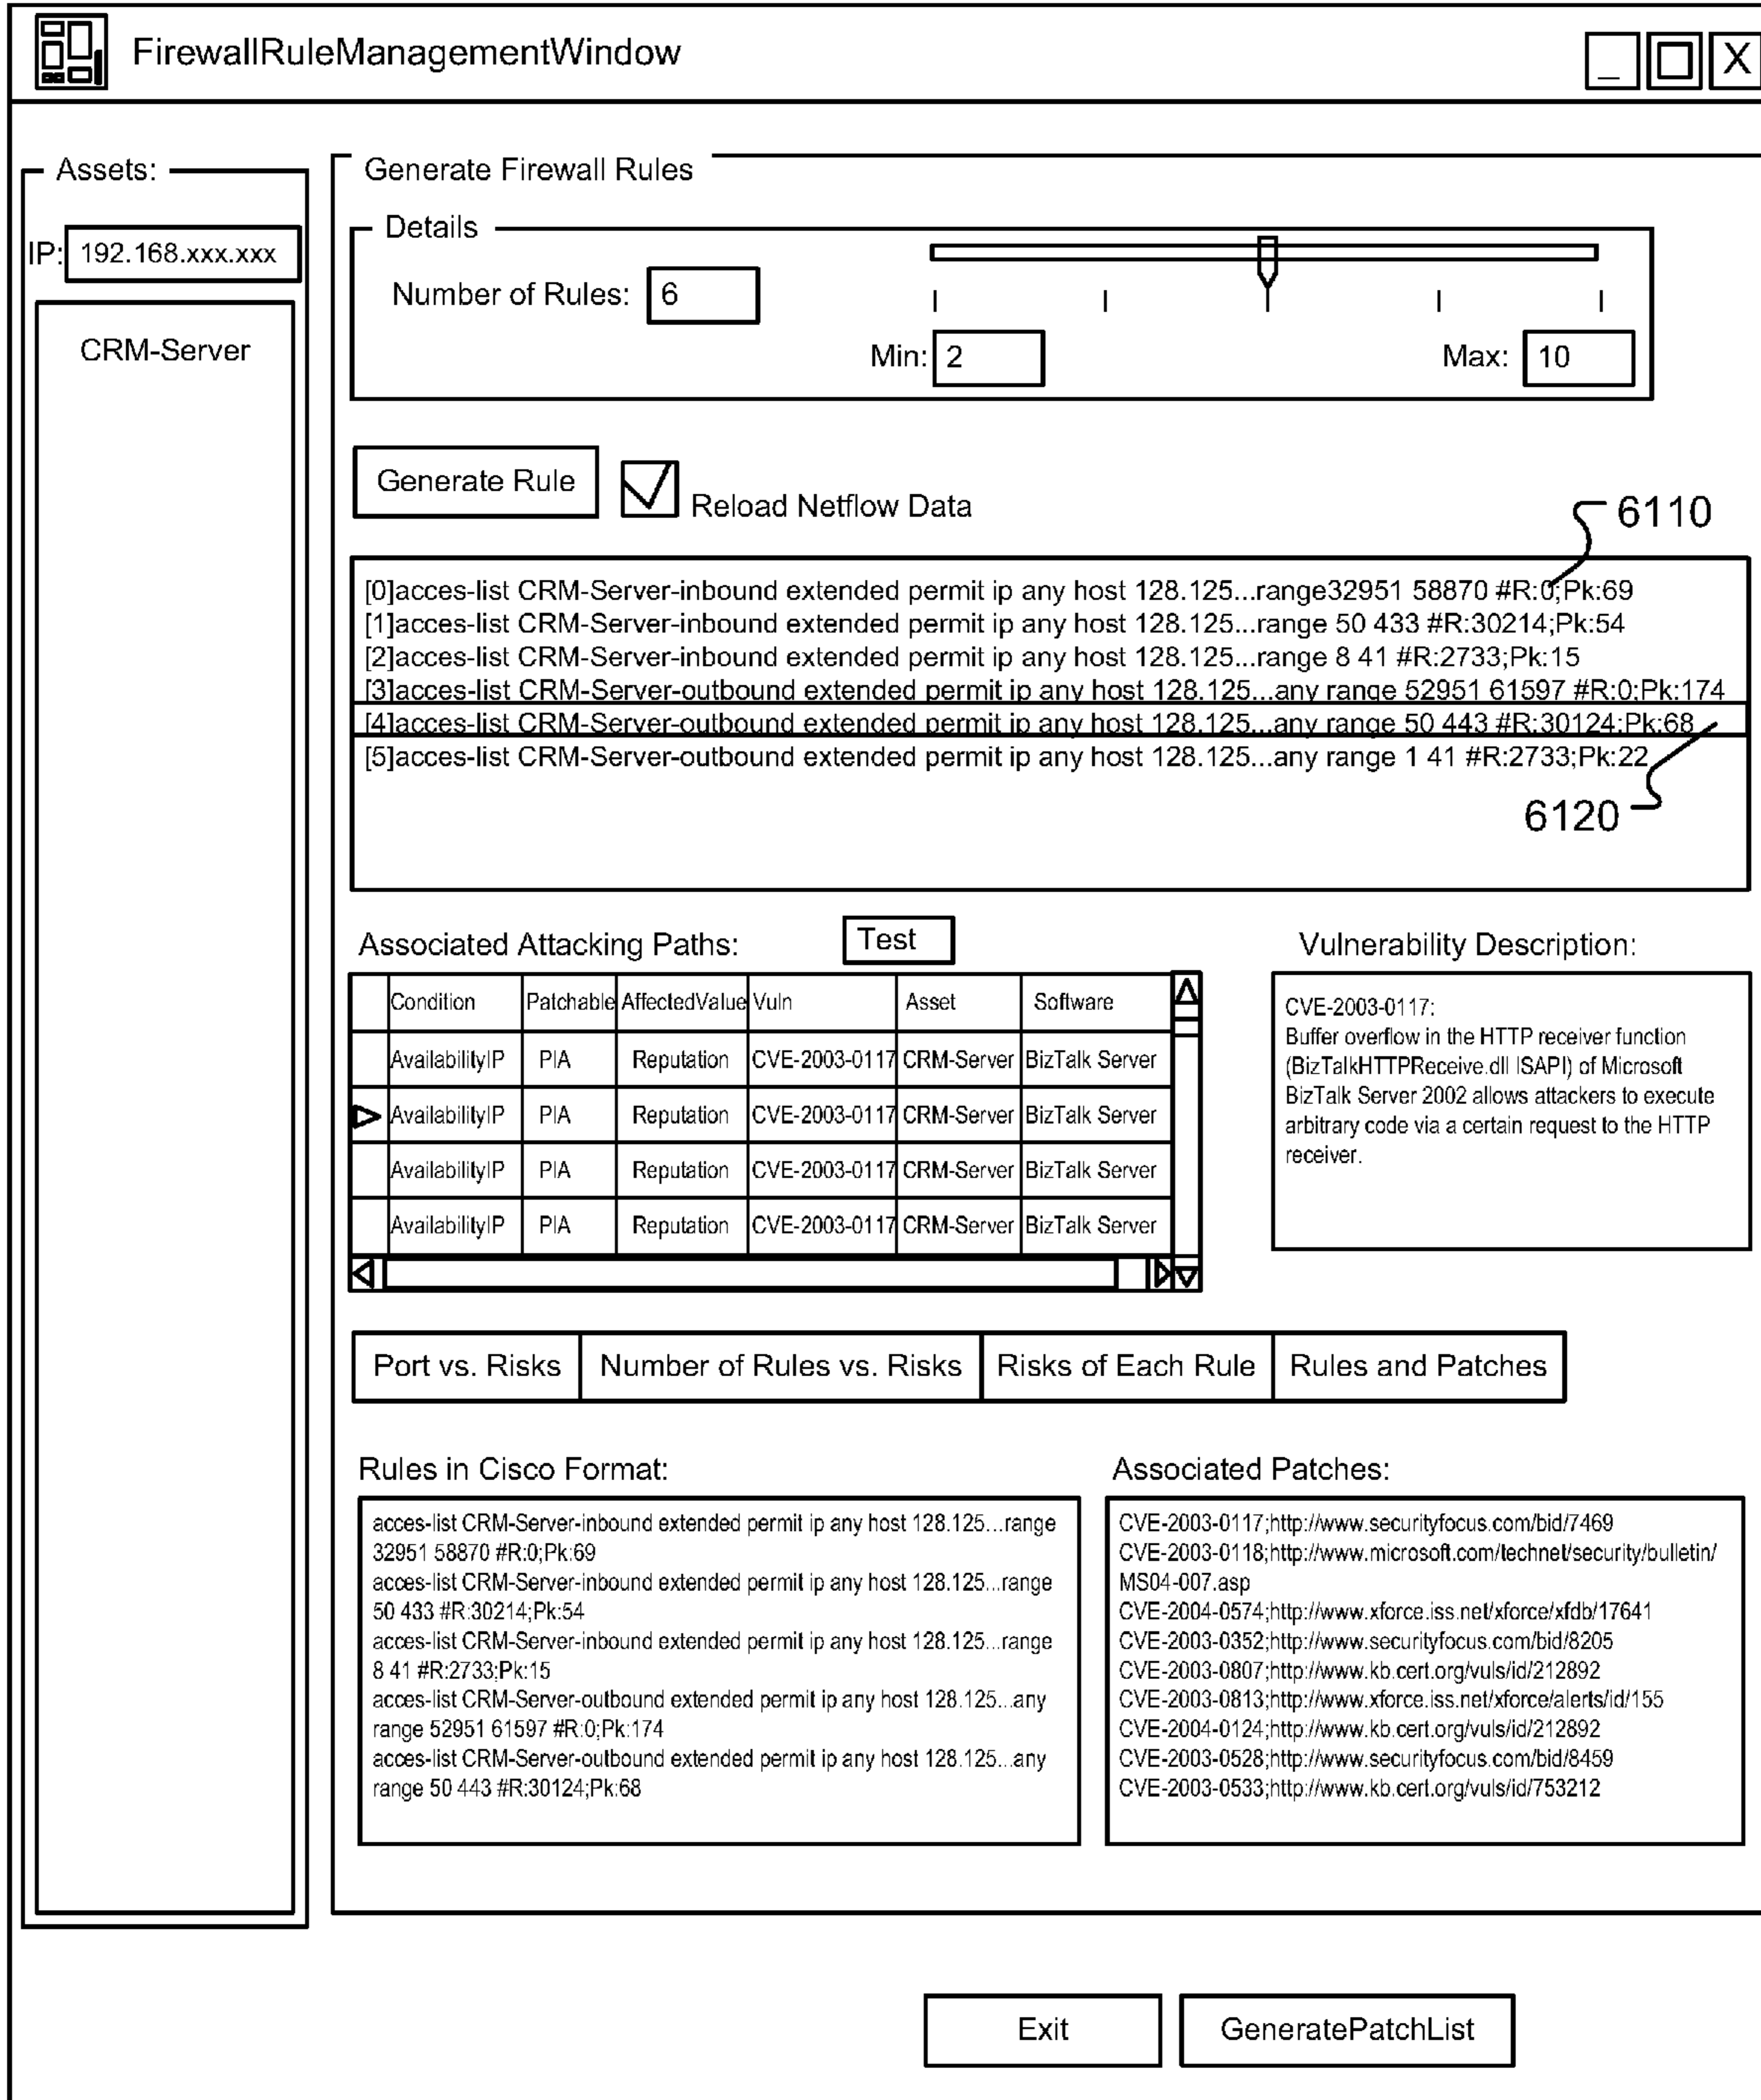 FirewallRuleManagementWindow
_ X
Assets:
IP: 192.168.xxx.xxx
CRM-Server
Generate Firewall Rules
Details
Number of Rules: 6
Min: 2
Max: 10
Generate Rule
Reload Netflow Data
6110
[0]acces-list CRM-Server-inbound extended permit ip any host 128.125...range32951 58870 #R:0;Pk:69
[1]acces-list CRM-Server-inbound extended permit ip any host 128.125...range 50 433 #R:30214;Pk:54
[2]acces-list CRM-Server-inbound extended permit ip any host 128.125...range 8 41 #R:2733;Pk:15
[3]acces-list CRM-Server-outbound extended permit ip any host 128.125...any range 52951 61597 #R:0;Pk:174
[4]acces-list CRM-Server-outbound extended permit ip any host 128.125...any range 50 443 #R:30124;Pk:68
[5]acces-list CRM-Server-outbound extended permit ip any host 128.125...any range 1 41 #R:2733;Pk:22
6120
Associated Attacking Paths:
Test
Condition Patchable AffectedValue Vuln Asset Software
AvailabilityIP PIA Reputation CVE-2003-0117 CRM-Server BizTalk Server
AvailabilityIP PIA Reputation CVE-2003-0117 CRM-Server BizTalk Server
AvailabilityIP PIA Reputation CVE-2003-0117 CRM-Server BizTalk Server
AvailabilityIP PIA Reputation CVE-2003-0117 CRM-Server BizTalk Server
Vulnerability Description:
CVE-2003-0117:
Buffer overflow in the HTTP receiver function
(BizTalkHTTPReceive.dll ISAPI) of Microsoft
BizTalk Server 2002 allows attackers to execute
arbitrary code via a certain request to the HTTP
receiver.
Port vs. Risks
Number of Rules vs. Risks
Risks of Each Rule
Rules and Patches
Rules in Cisco Format:
acces-list CRM-Server-inbound extended permit ip any host 128.125...range
32951 58870 #R:0;Pk:69
acces-list CRM-Server-inbound extended permit ip any host 128.125...range
50 433 #R:30214;Pk:54
acces-list CRM-Server-inbound extended permit ip any host 128.125...range
8 41 #R:2733:Pk:15
acces-list CRM-Server-outbound extended permit ip any host 128.125...any
range 52951 61597 #R:0;Pk:174
acces-list CRM-Server-outbound extended permit ip any host 128.125...any
range 50 443 #R:30124;Pk:68
Associated Patches:
CVE-2003-0117;http://www.securityfocus.com/bid/7469
CVE-2003-0118;http://www.microsoft.com/technet/security/bulletin/
MS04-007.asp
CVE-2004-0574;http://www.xforce.iss.net/xforce/xfdb/17641
CVE-2003-0352;http://www.securityfocus.com/bid/8205
CVE-2003-0807;http://www.kb.cert.org/vuls/id/212892
CVE-2003-0813;http://www.xforce.iss.net/xforce/alerts/id/155
CVE-2004-0124;http://www.kb.cert.org/vuls/id/212892
CVE-2003-0528;http://www.securityfocus.com/bid/8459
CVE-2003-0533;http://www.kb.cert.org/vuls/id/753212
Exit
GeneratePatchList